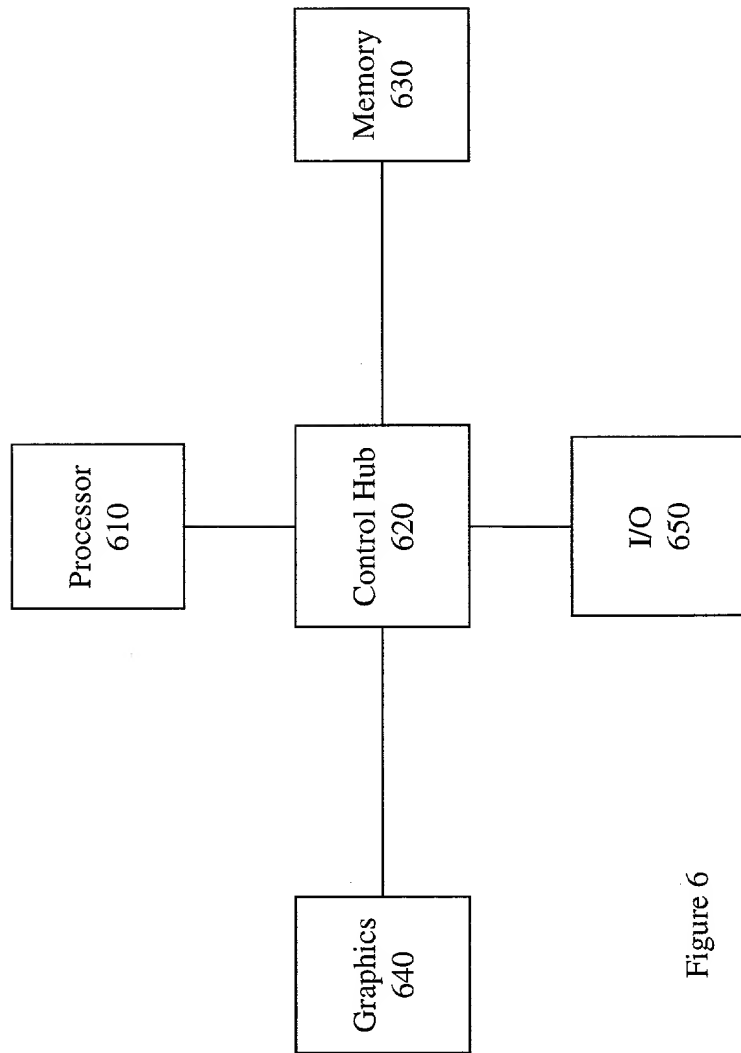 Processor
610
Graphics
640
Control Hub
620
Memory
630
I/O
650
Figure 6